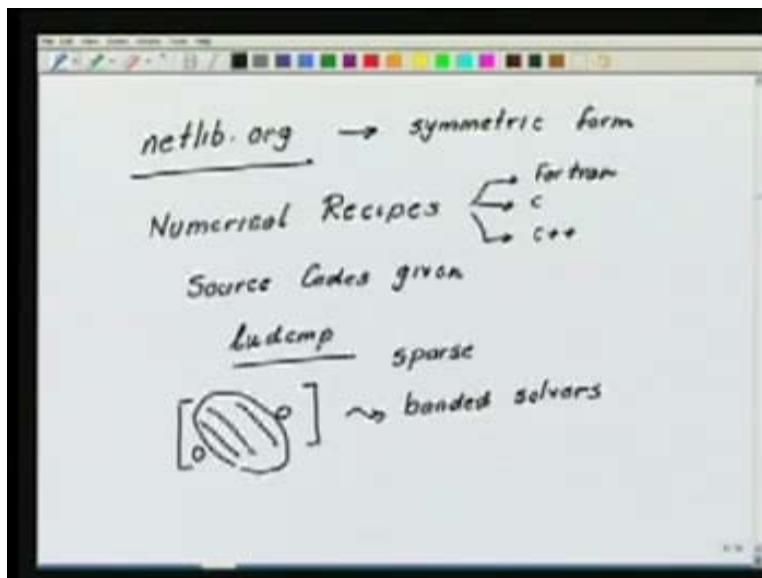 netlib.org → symmetric form
Numerical Recipes → Fortran
→ C
→ C++
Source Codes given
ludcmp
sparse
[0 0] ⇝ banded solvers